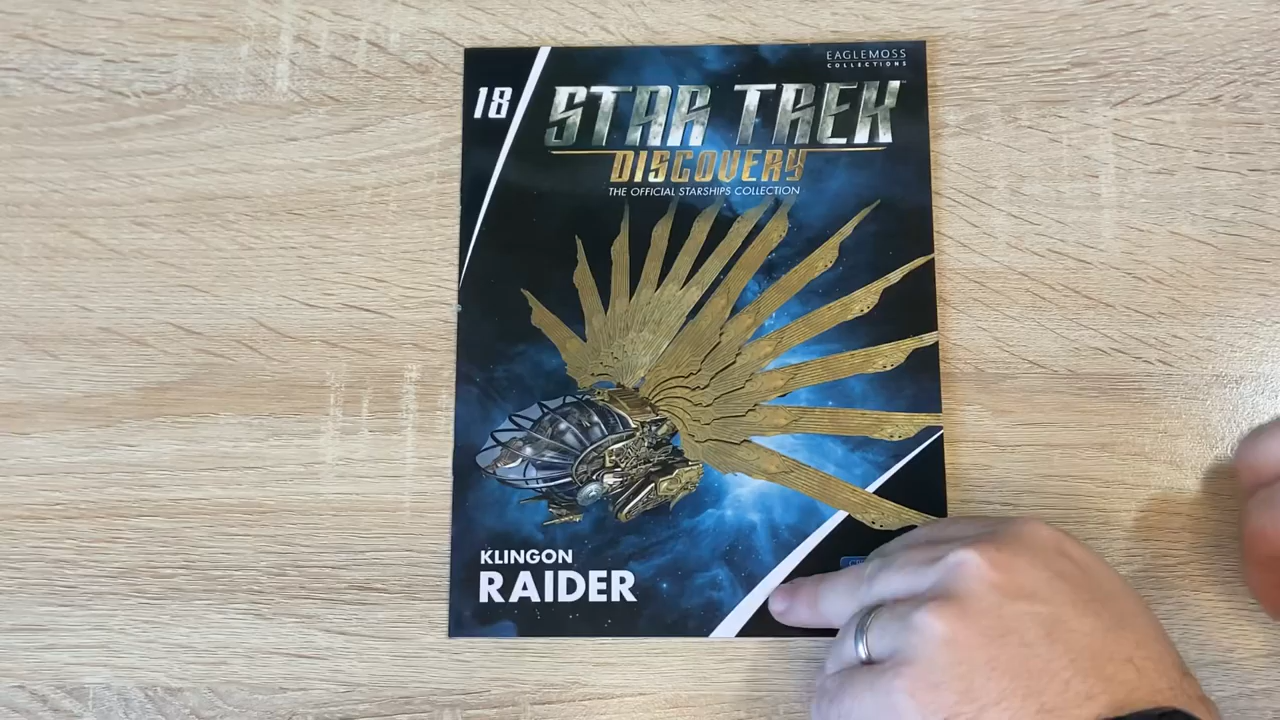 EAGLEMOSS
COLLECTIONS
18
STAR TREK
DISCOVERY
THE OFFICIAL STARSHIPS COLLECTION
KLINGON
RAIDER